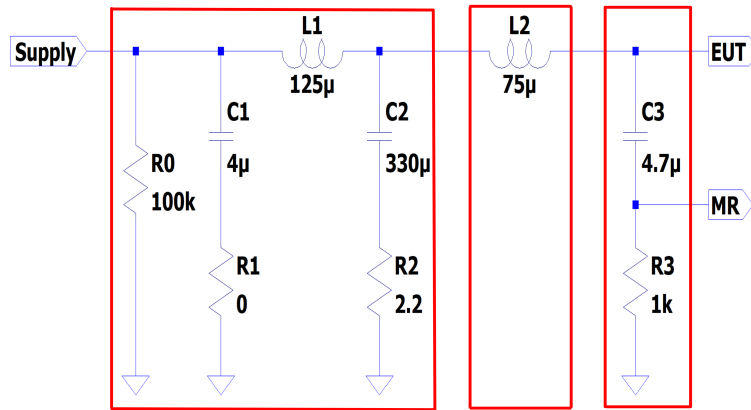 Supply
L1
125µ
L2
75µ
EUT
C1
4µ
C2
330µ
C3
4.7µ
R0
100k
MR
R1
0
R2
2.2
R3
1k